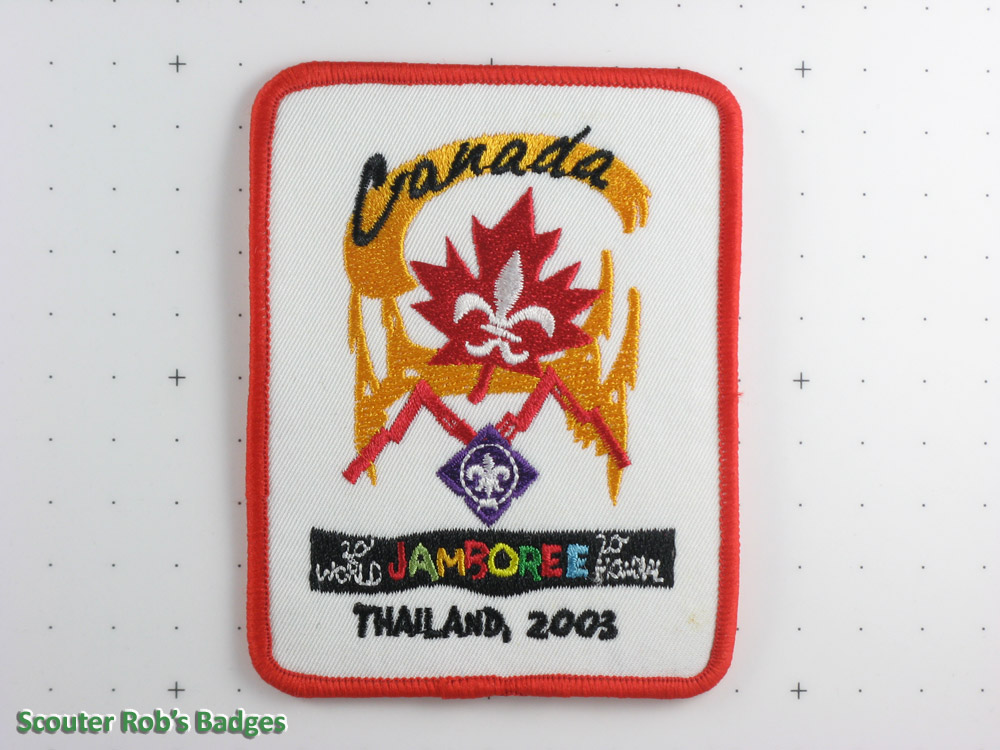 Canada
20th WORLD JAMBOREE 20e MONDIAL
THAILAND, 2003
Scouter Rob's Badges